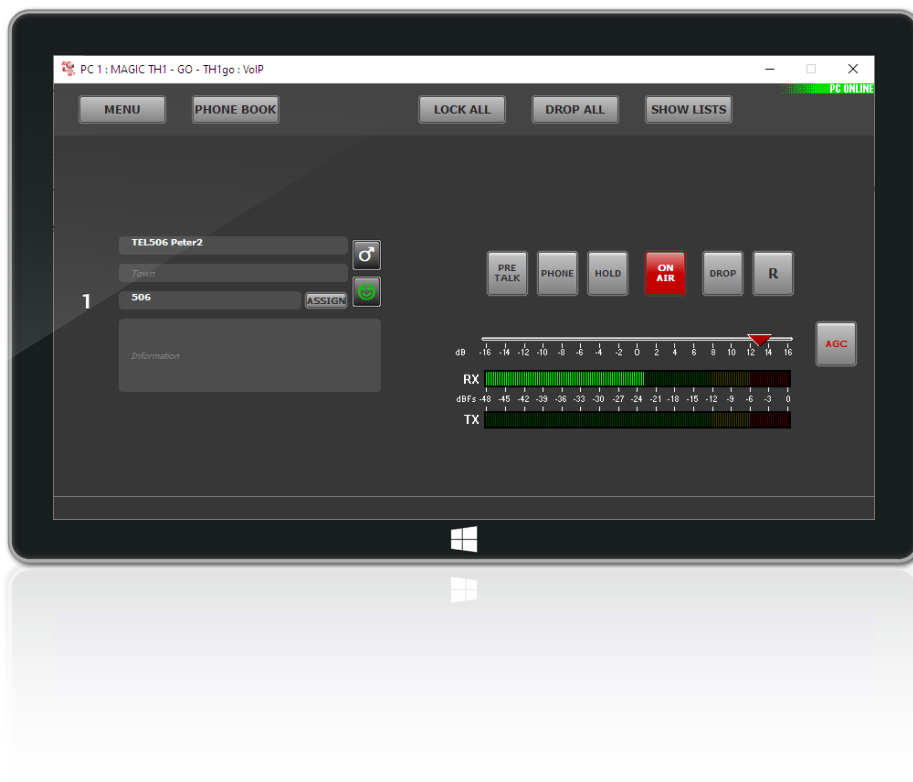 PC 1 : MAGIC TH1 - GO - TH1go : VoIP
PC ONLINE
MENU PHONE BOOK LOCK ALL DROP ALL SHOW LISTS
TEL506 Peter2
Town
1 506 ASSIGN
Information
PRE TALK PHONE HOLD ON AIR DROP R
dB -16 -14 -12 -10 -8 -6 -4 -2 0 2 4 6 8 10 12 14 16
AGC
RX
dBFs -48 -45 -42 -39 -36 -33 -30 -27 -24 -21 -18 -15 -12 -9 -6 -3 0
TX